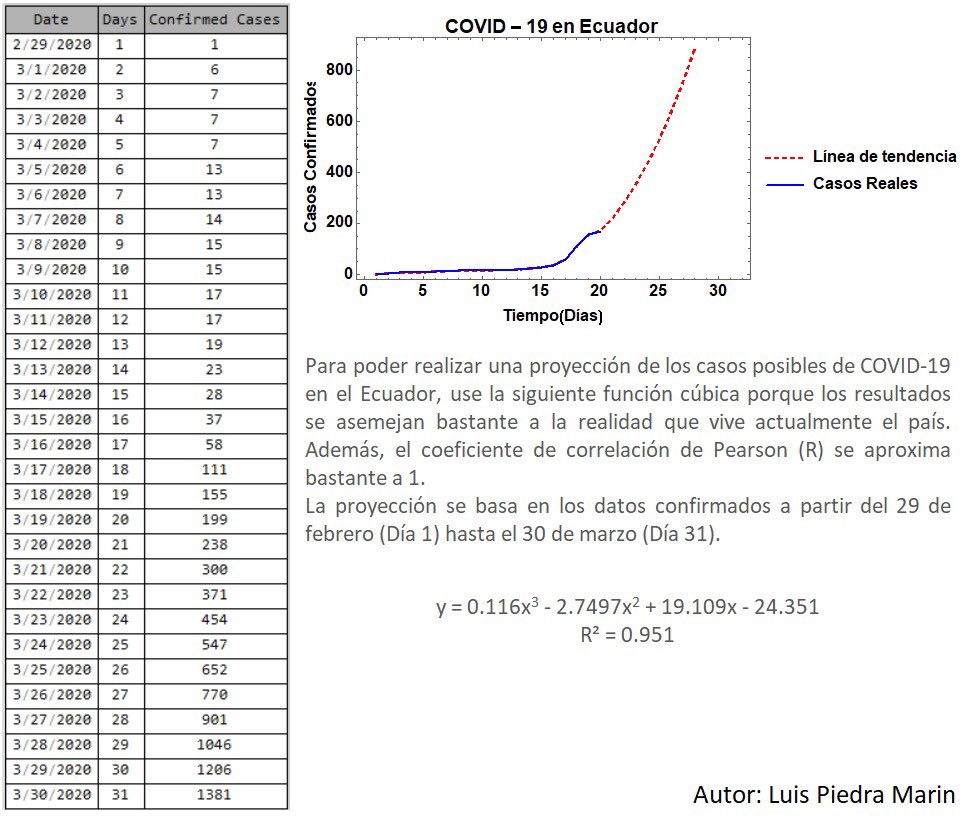 Date Days Confirmed Cases
2/29/2020 1 1
3/1/2020 2 6
3/2/2020 3 7
3/3/2020 4 7
3/4/2020 5 7
3/5/2020 6 13
3/6/2020 7 13
3/7/2020 8 14
3/8/2020 9 15
3/9/2020 10 15
3/10/2020 11 17
3/11/2020 12 17
3/12/2020 13 19
3/13/2020 14 23
3/14/2020 15 28
3/15/2020 16 37
3/16/2020 17 58
3/17/2020 18 111
3/18/2020 19 155
3/19/2020 20 199
3/20/2020 21 238
3/21/2020 22 300
3/22/2020 23 371
3/23/2020 24 454
3/24/2020 25 547
3/25/2020 26 652
3/26/2020 27 770
3/27/2020 28 901
3/28/2020 29 1046
3/29/2020 30 1206
3/30/2020 31 1381
COVID – 19 en Ecuador
Casos Confirmados
800
600
400
200
0
0 5 10 15 20 25 30
Tiempo(Días)
Línea de tendencia
Casos Reales
Para poder realizar una proyección de los casos posibles de COVID-19
en el Ecuador, use la siguiente función cúbica porque los resultados
se asemejan bastante a la realidad que vive actualmente el país.
Además, el coeficiente de correlación de Pearson (R) se aproxima
bastante a 1.
La proyección se basa en los datos confirmados a partir del 29 de
febrero (Día 1) hasta el 30 de marzo (Día 31).
y = 0.116x³ - 2.7497x² + 19.109x - 24.351
R² = 0.951
Autor: Luis Piedra Marin